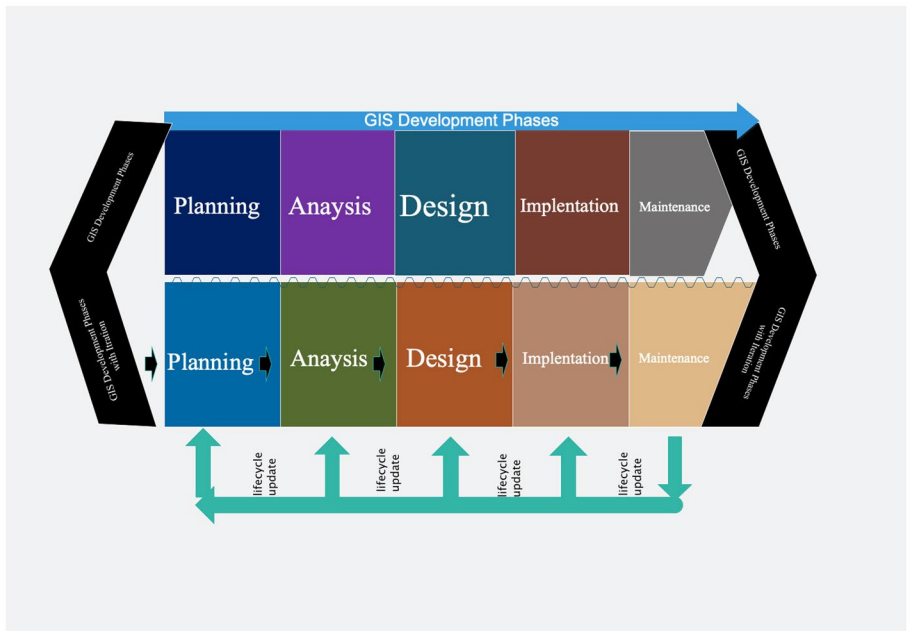 GIS Development Phases
GIS Development Phases
Planning
Anaysis
Design
Implentation
Maintenance
GIS Development Phases
GIS Development Phases
with Itration
Planning
Anaysis
Design
Implentation
Maintenance
GIS Development Phases
with Iteration
lifecycle
update
lifecycle
update
lifecycle
update
lifecycle
update